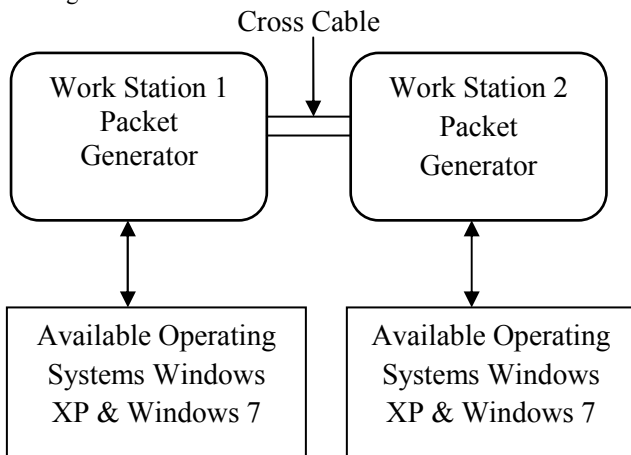 Cross Cable
Work Station 1
Packet
Generator
Work Station 2
Packet
Generator
Available Operating
Systems Windows
XP & Windows 7
Available Operating
Systems Windows
XP & Windows 7